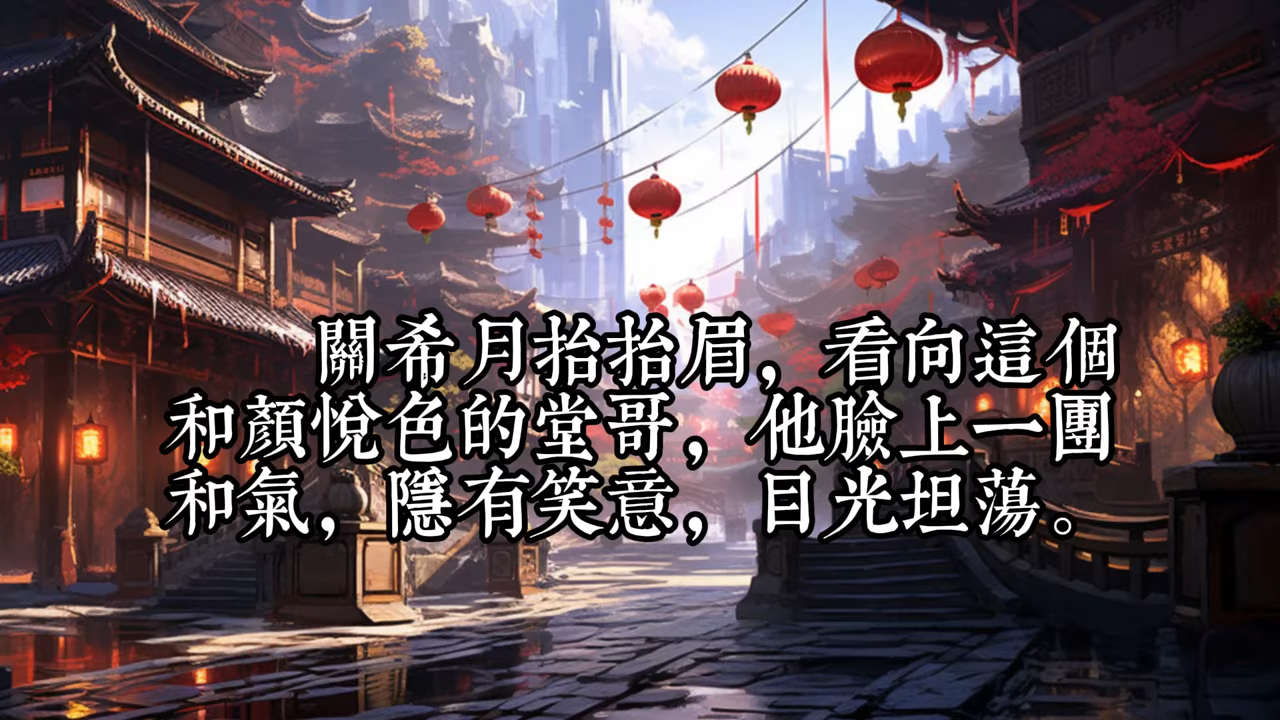 關希月抬抬眉，看向這個
和顏悅色的堂哥，他臉上一團
和氣，隱有笑意，目光坦蕩。